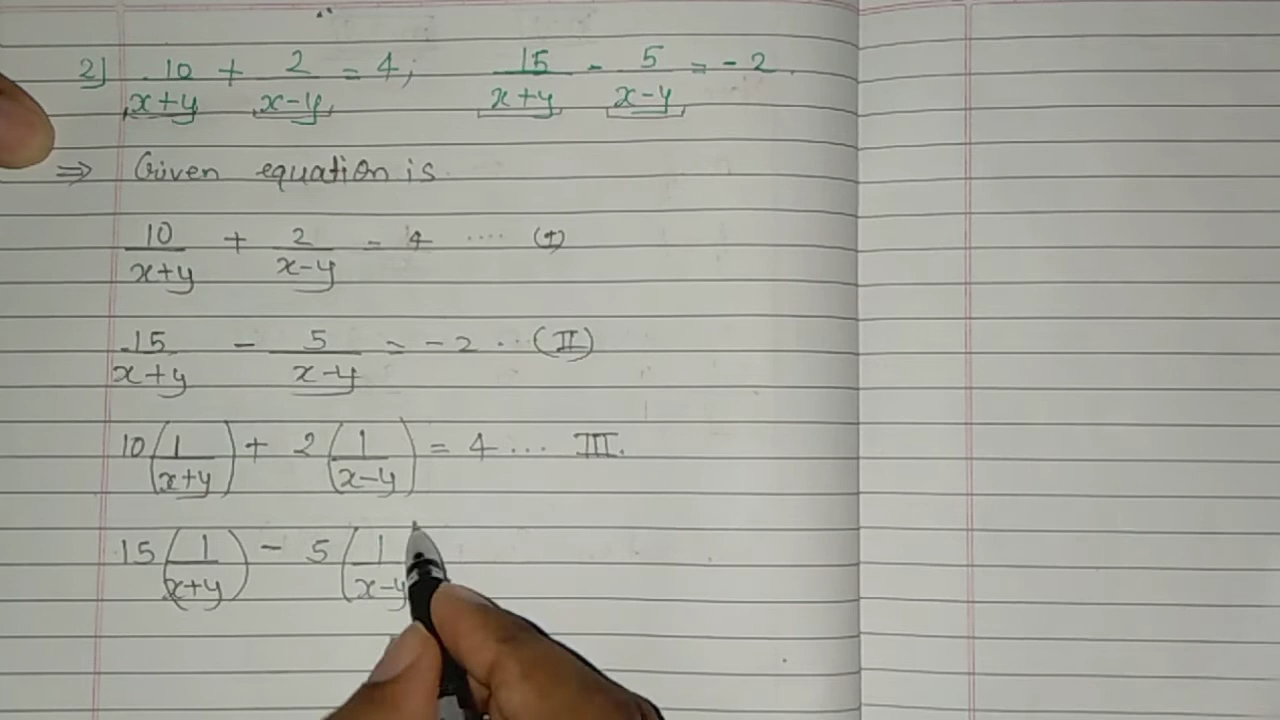 2) 10/(x+y) + 2/(x-y) = 4; 15/(x+y) - 5/(x-y) = -2.
⇒ Given equation is.
10/(x+y) + 2/(x-y) = 4 .... (I)
15/(x+y) - 5/(x-y) = -2 .. (II)
10(1/(x+y)) + 2(1/(x-y)) = 4 ... III.
15(1/(x+y)) - 5(1/(x-y